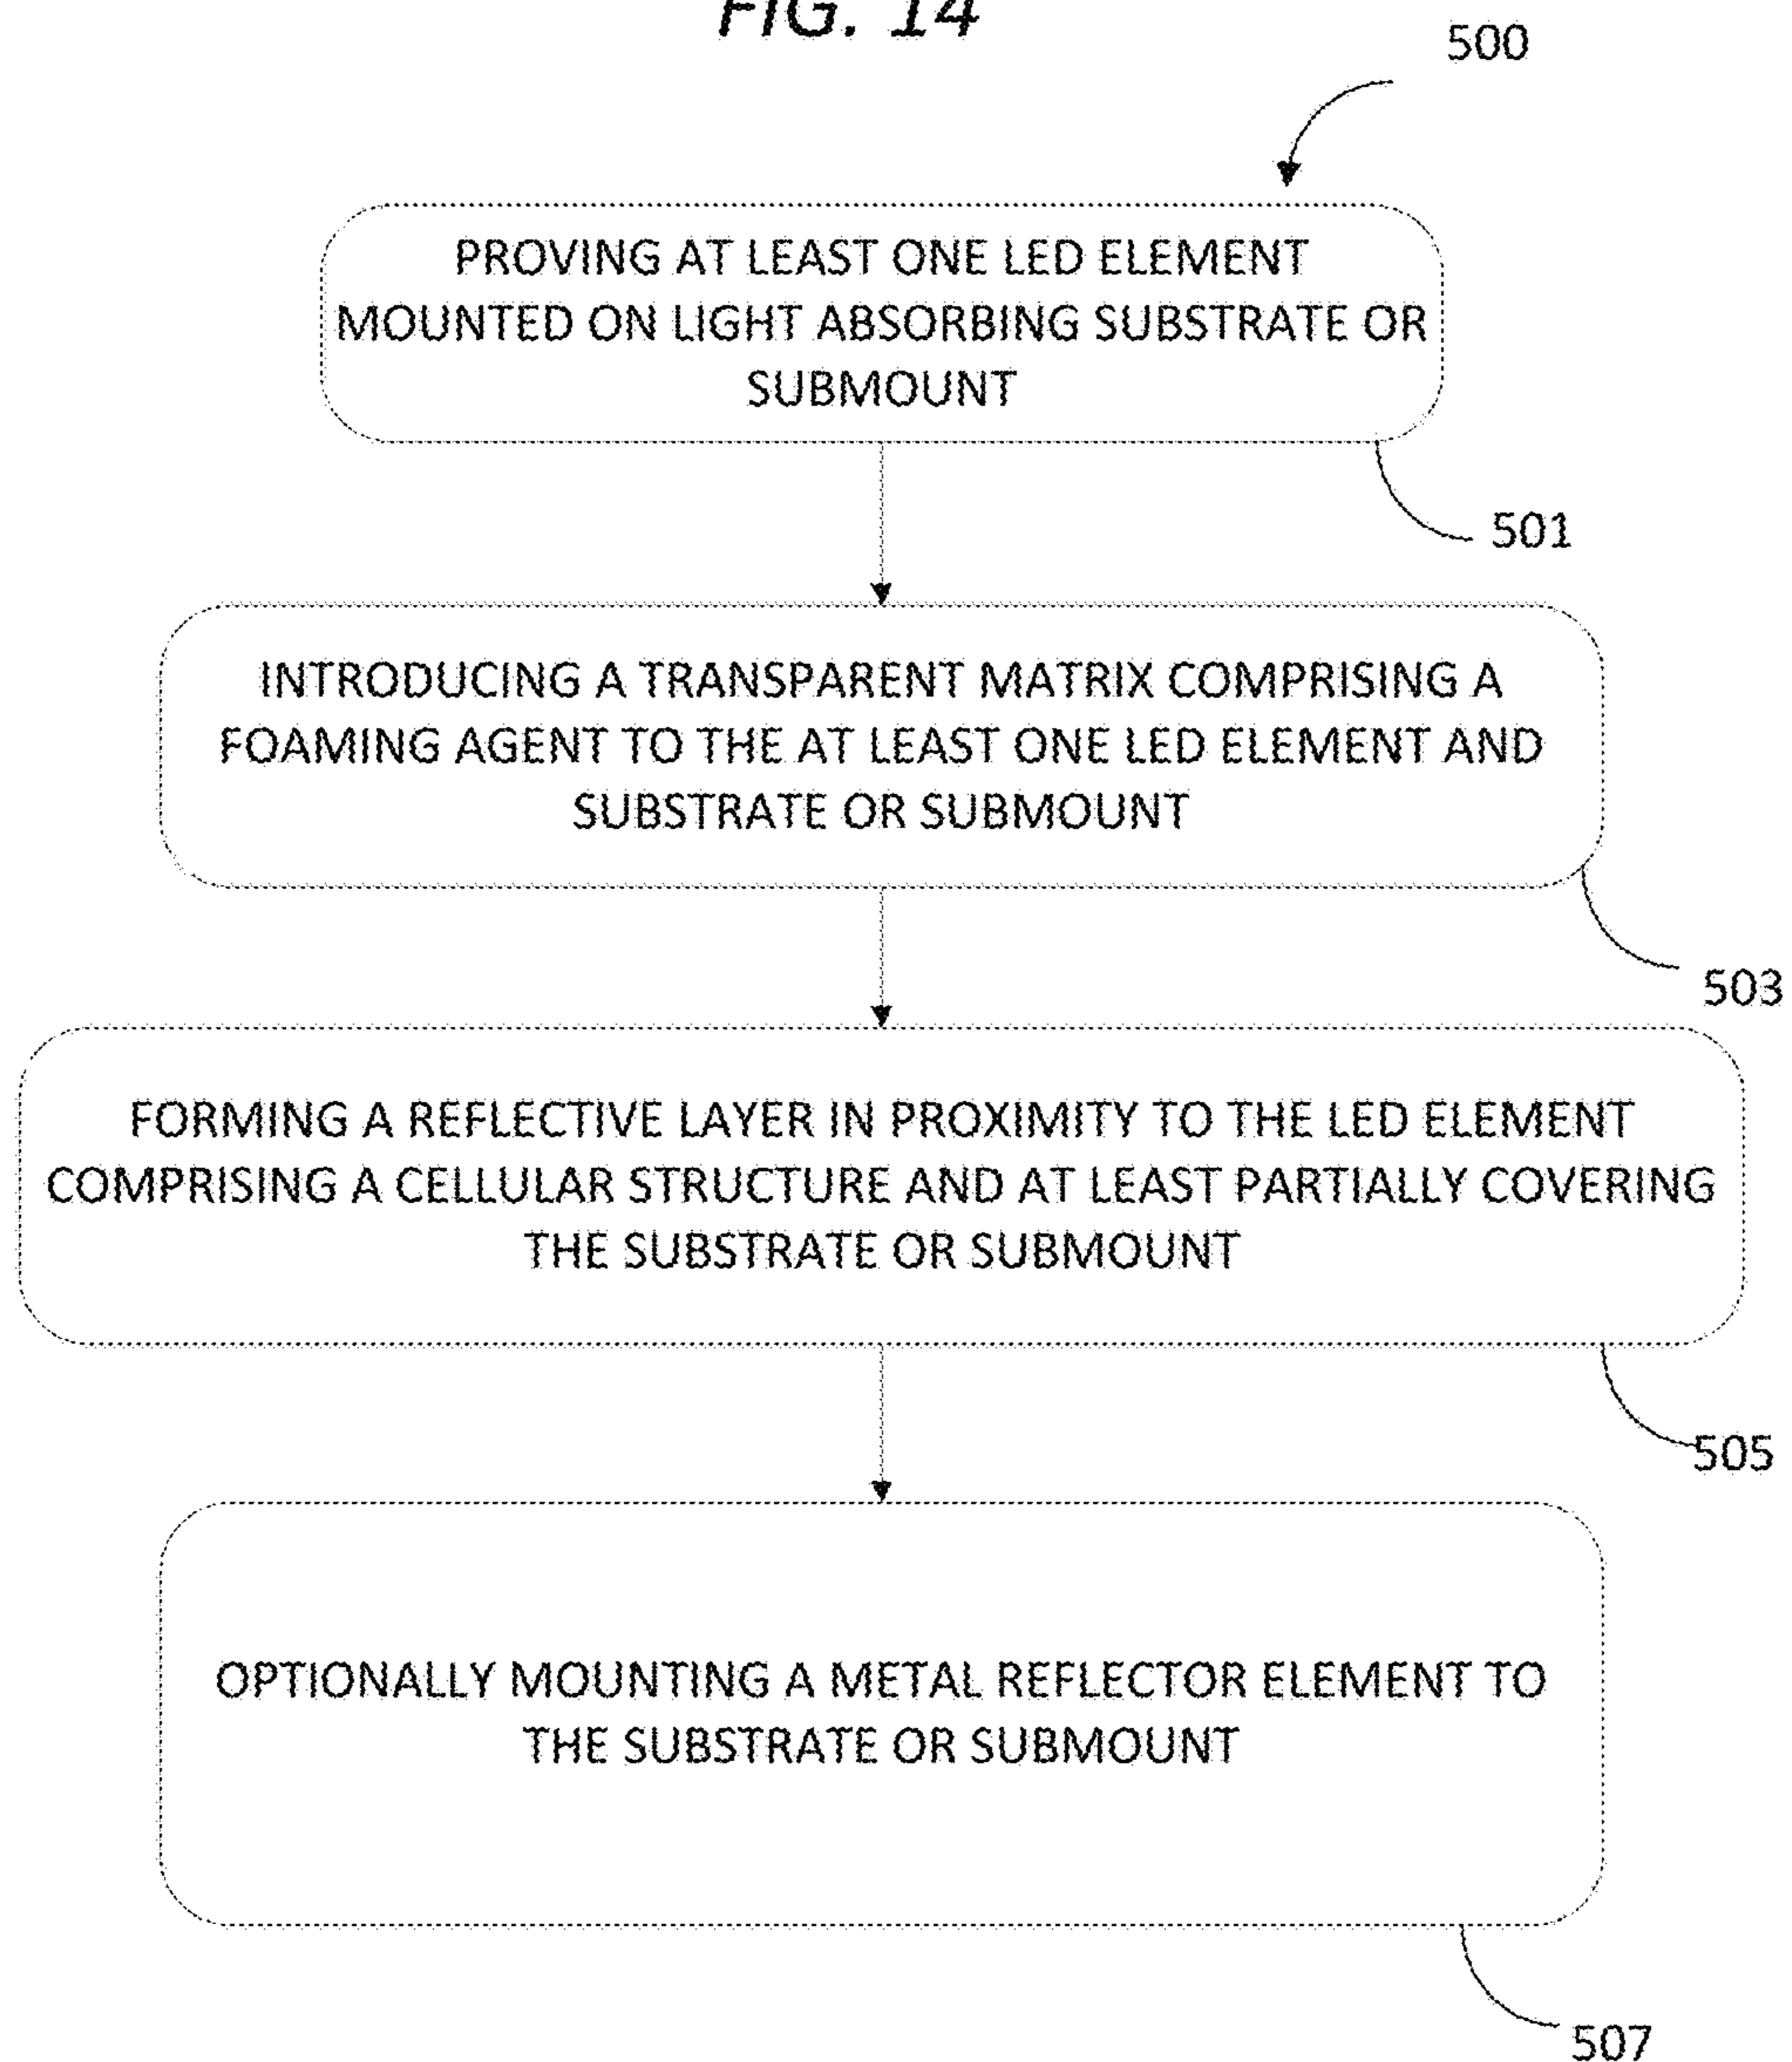 FIG. 14
500
PROVING AT LEAST ONE LED ELEMENT
MOUNTED ON LIGHT ABSORBING SUBSTRATE OR
SUBMOUNT
501
INTRODUCING A TRANSPARENT MATRIX COMPRISING A
FOAMING AGENT TO THE AT LEAST ONE LED ELEMENT AND
SUBSTRATE OR SUBMOUNT
503
FORMING A REFLECTIVE LAYER IN PROXIMITY TO THE LED ELEMENT
COMPRISING A CELLULAR STRUCTURE AND AT LEAST PARTIALLY COVERING
THE SUBSTRATE OR SUBMOUNT
505
OPTIONALLY MOUNTING A METAL REFLECTOR ELEMENT TO
THE SUBSTRATE OR SUBMOUNT
507